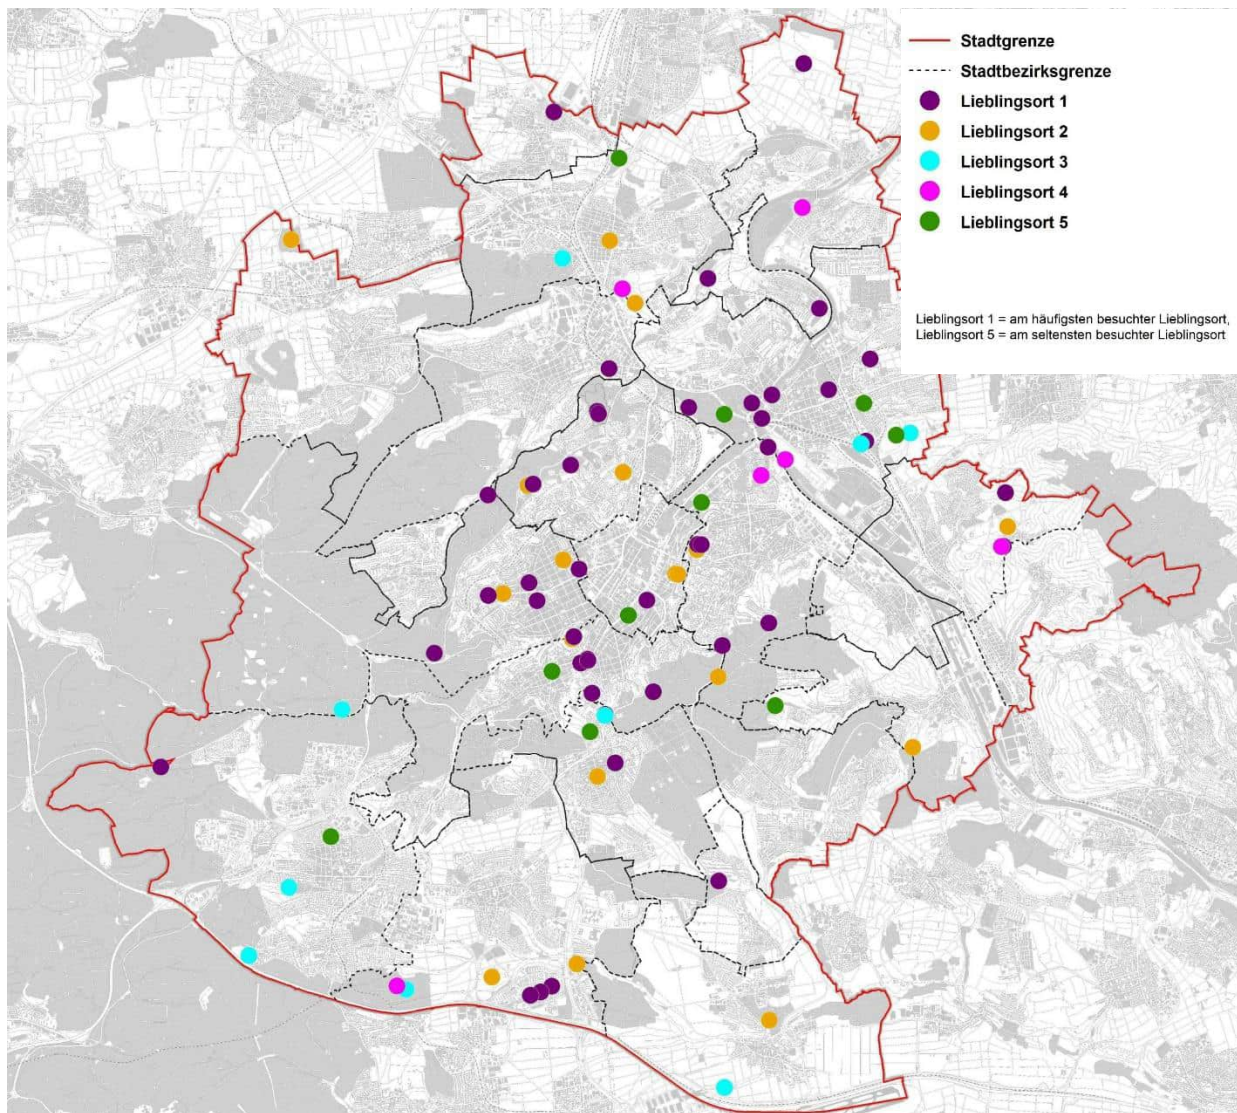 Stadtgrenze
Stadtbezirksgrenze
Lieblingsort 1
Lieblingsort 2
Lieblingsort 3
Lieblingsort 4
Lieblingsort 5
Lieblingsort 1 = am häufigsten besuchter Lieblingsort,
Lieblingsort 5 = am seltensten besuchter Lieblingsort